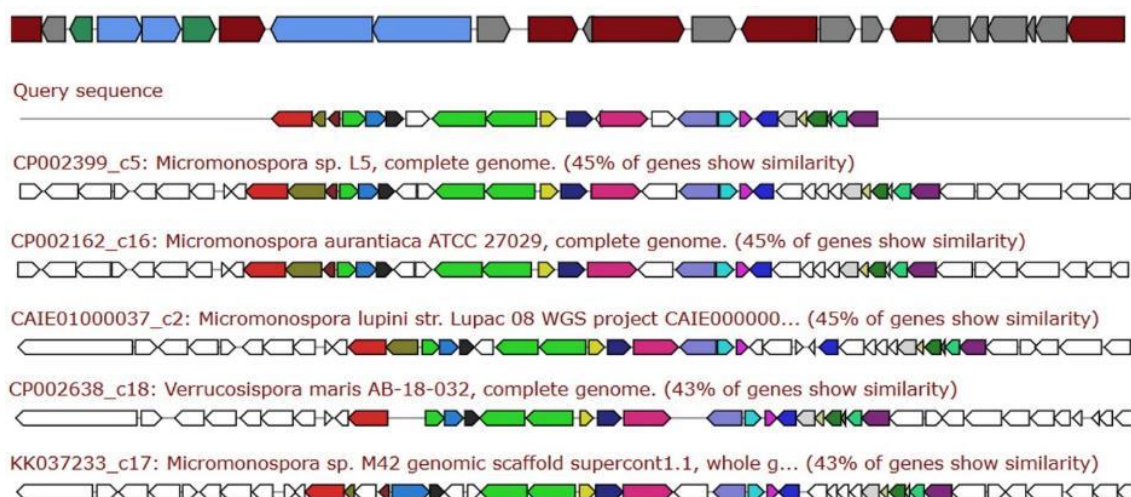 Query sequence
CP002399_c5: Micromonospora sp. L5, complete genome. (45% of genes show similarity)
CP002162_c16: Micromonospora aurantiaca ATCC 27029, complete genome. (45% of genes show similarity)
CAIE01000037_c2: Micromonospora lupini str. Lupac 08 WGS project CAIE000000... (45% of genes show similarity)
CP002638_c18: Verrucosispora maris AB-18-032, complete genome. (43% of genes show similarity)
KK037233_c17: Micromonospora sp. M42 genomic scaffold supercont1.1, whole g... (43% of genes show similarity)